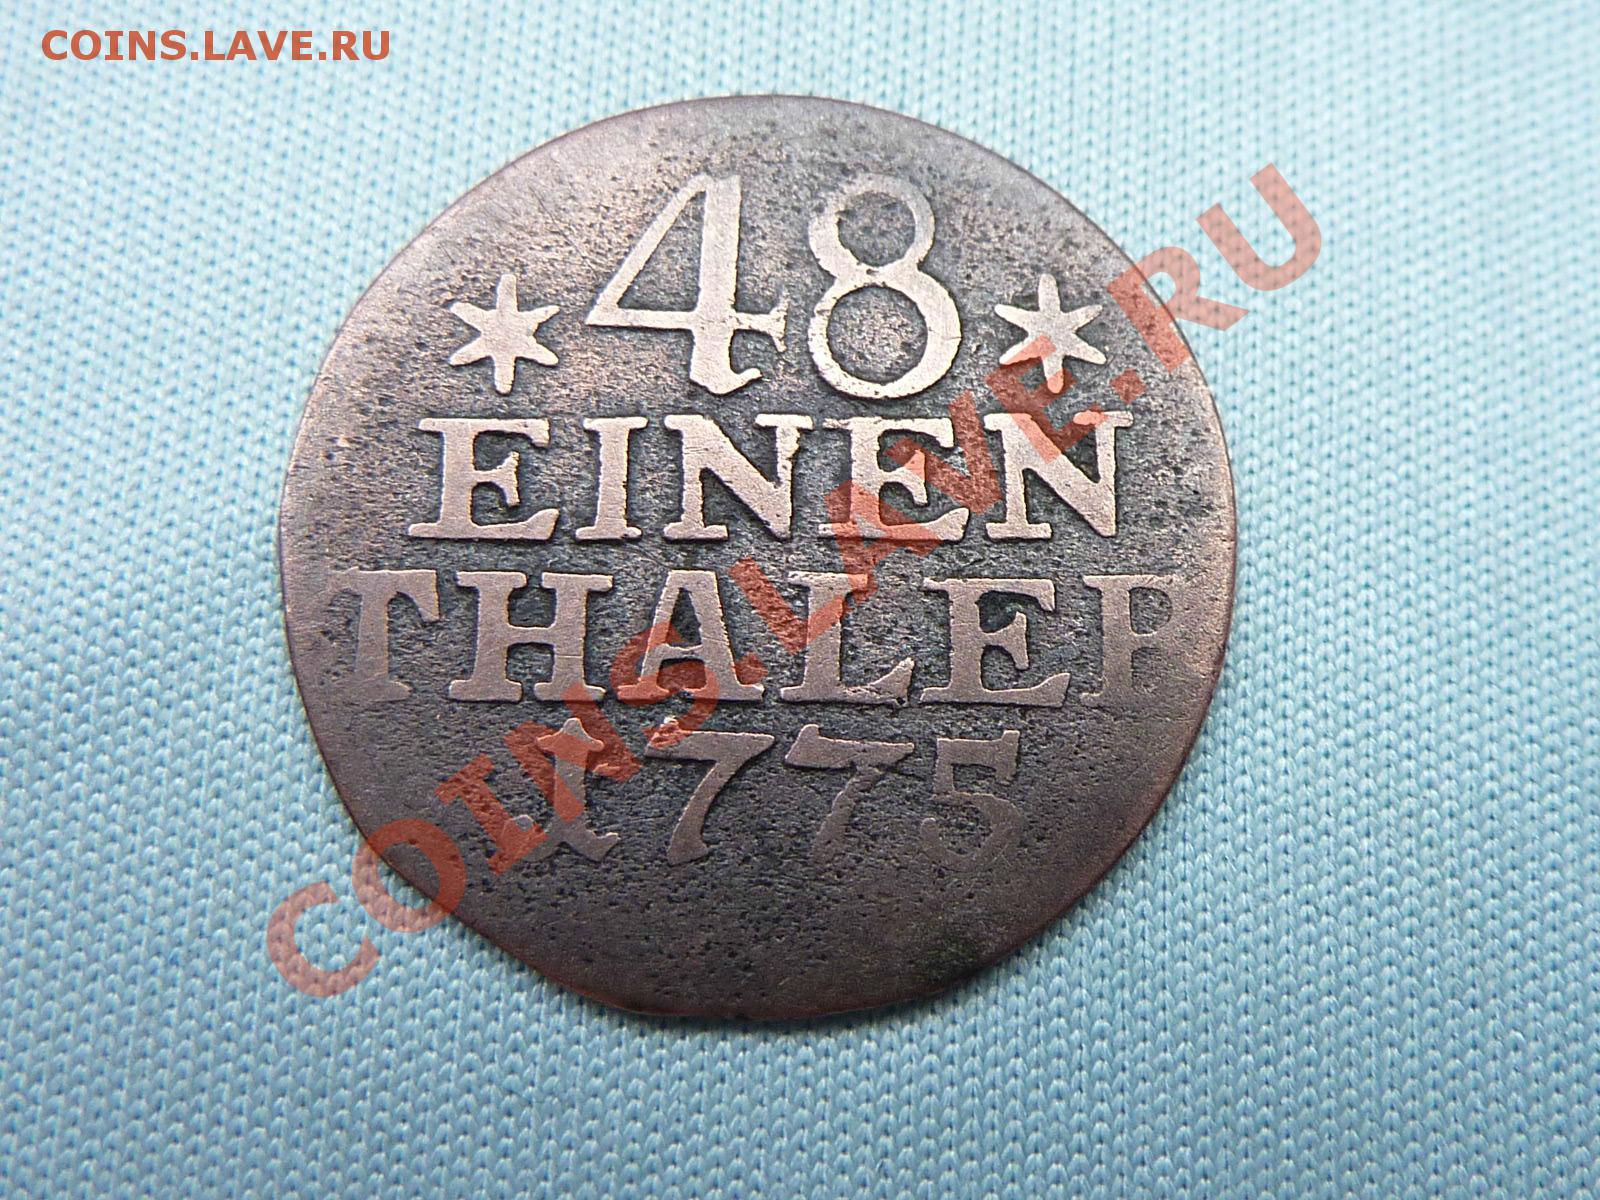 COINS.LAVE.RU
* 48 *
EINEN
THALER
1775
COINS.LAVE.RU